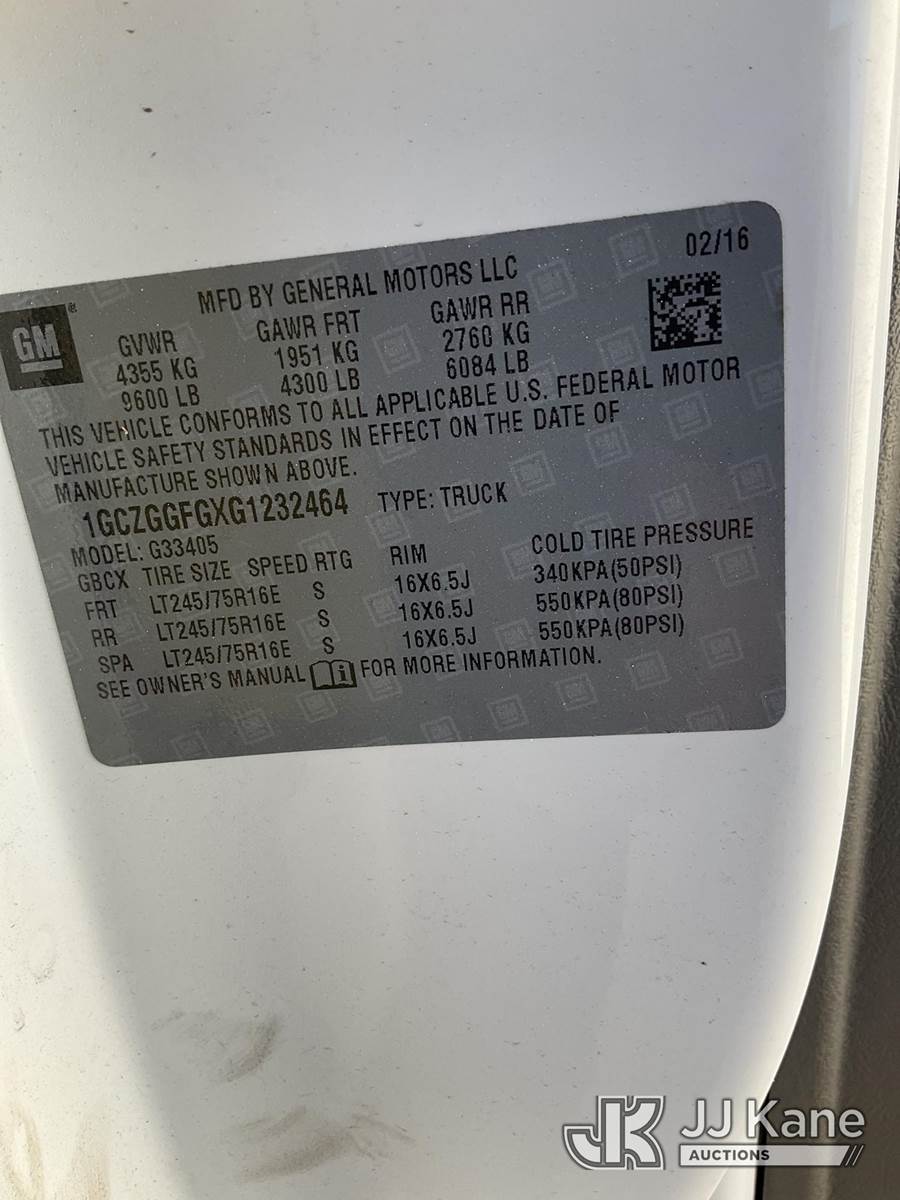 02/16
GM ®
MFD BY GENERAL MOTORS LLC
GVWR GAWR FRT GAWR RR
4355 KG 1951 KG 2760 KG
9600 LB 4300 LB 6084 LB
THIS VEHICLE CONFORMS TO ALL APPLICABLE U.S. FEDERAL MOTOR
VEHICLE SAFETY STANDARDS IN EFFECT ON THE DATE OF
MANUFACTURE SHOWN ABOVE.
1GCZGGFGXG1232464 TYPE: TRUCK
MODEL: G33405
GBCX TIRE SIZE SPEED RTG RIM COLD TIRE PRESSURE
FRT LT245/75R16E S 16X6.5J 340KPA(50PSI)
RR LT245/75R16E S 16X6.5J 550KPA(80PSI)
SPA LT245/75R16E S 16X6.5J 550KPA(80PSI)
SEE OWNER'S MANUAL i FOR MORE INFORMATION.
JK JJ Kane
AUCTIONS